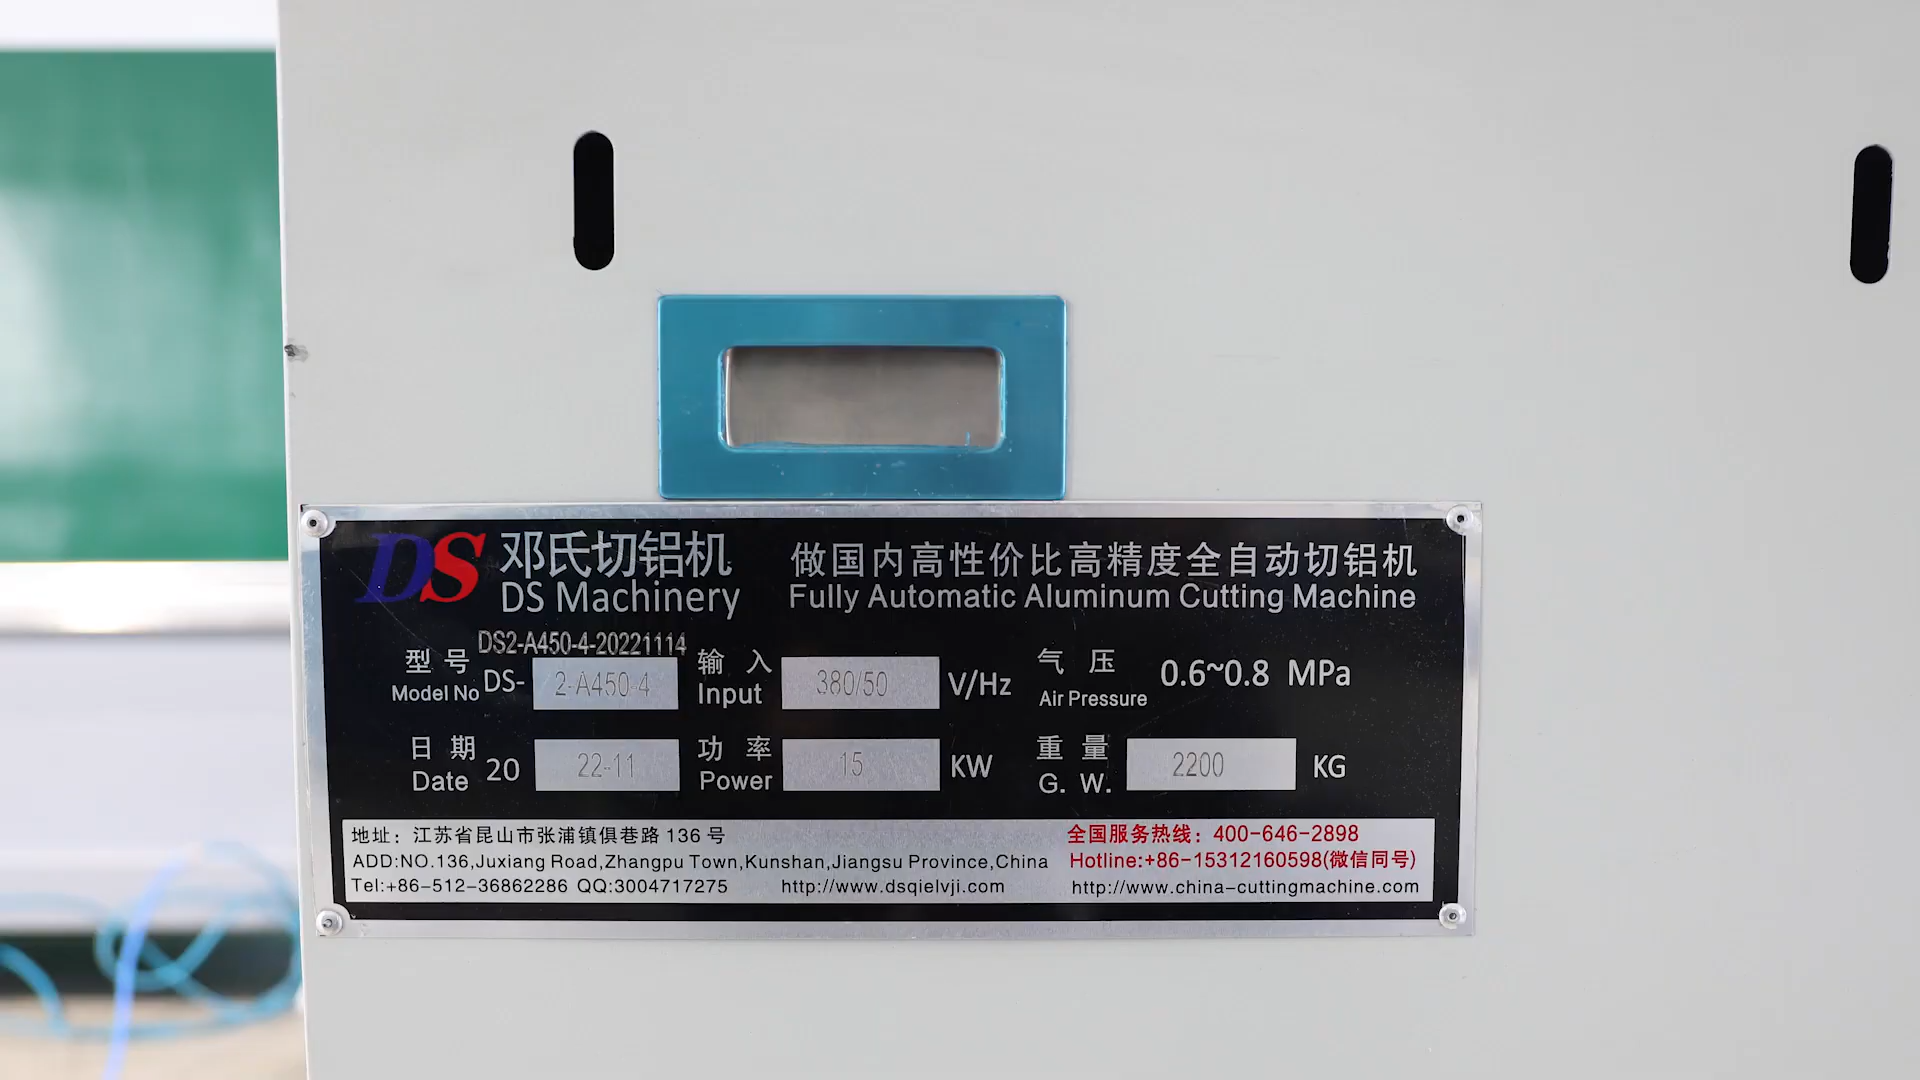 DS 邓氏切铝机 做国内高性价比高精度全自动切铝机
DS Machinery Fully Automatic Aluminum Cutting Machine
DS2-A450-4-20221114
型号 输入 气压
Model No DS- 2-A450-4 Input 380/50 V/Hz Air Pressure 0.6~0.8 MPa
日期 功率 重量
Date 20 22-11 Power 15 KW G. W. 2200 KG
地址：江苏省昆山市张浦镇俱巷路 136 号 全国服务热线：400-646-2898
ADD:NO.136,Juxiang Road,Zhangpu Town,Kunshan,Jiangsu Province,China Hotline:+86-15312160598(微信同号)
Tel:+86-512-36862286 QQ:3004717275 http://www.dsqielvji.com http://www.china-cuttingmachine.com